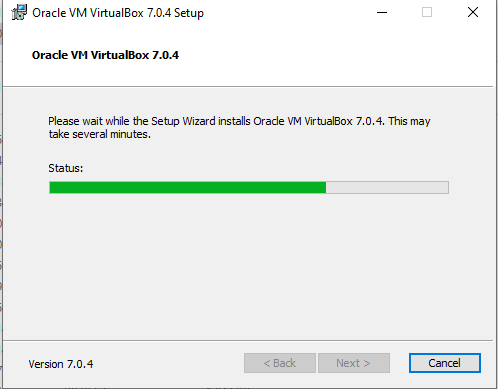 Oracle VM VirtualBox 7.0.4 Setup
Oracle VM VirtualBox 7.0.4
Please wait while the Setup Wizard installs Oracle VM VirtualBox 7.0.4. This may
take several minutes.
Status:
Version 7.0.4
< Back
Next >
Cancel